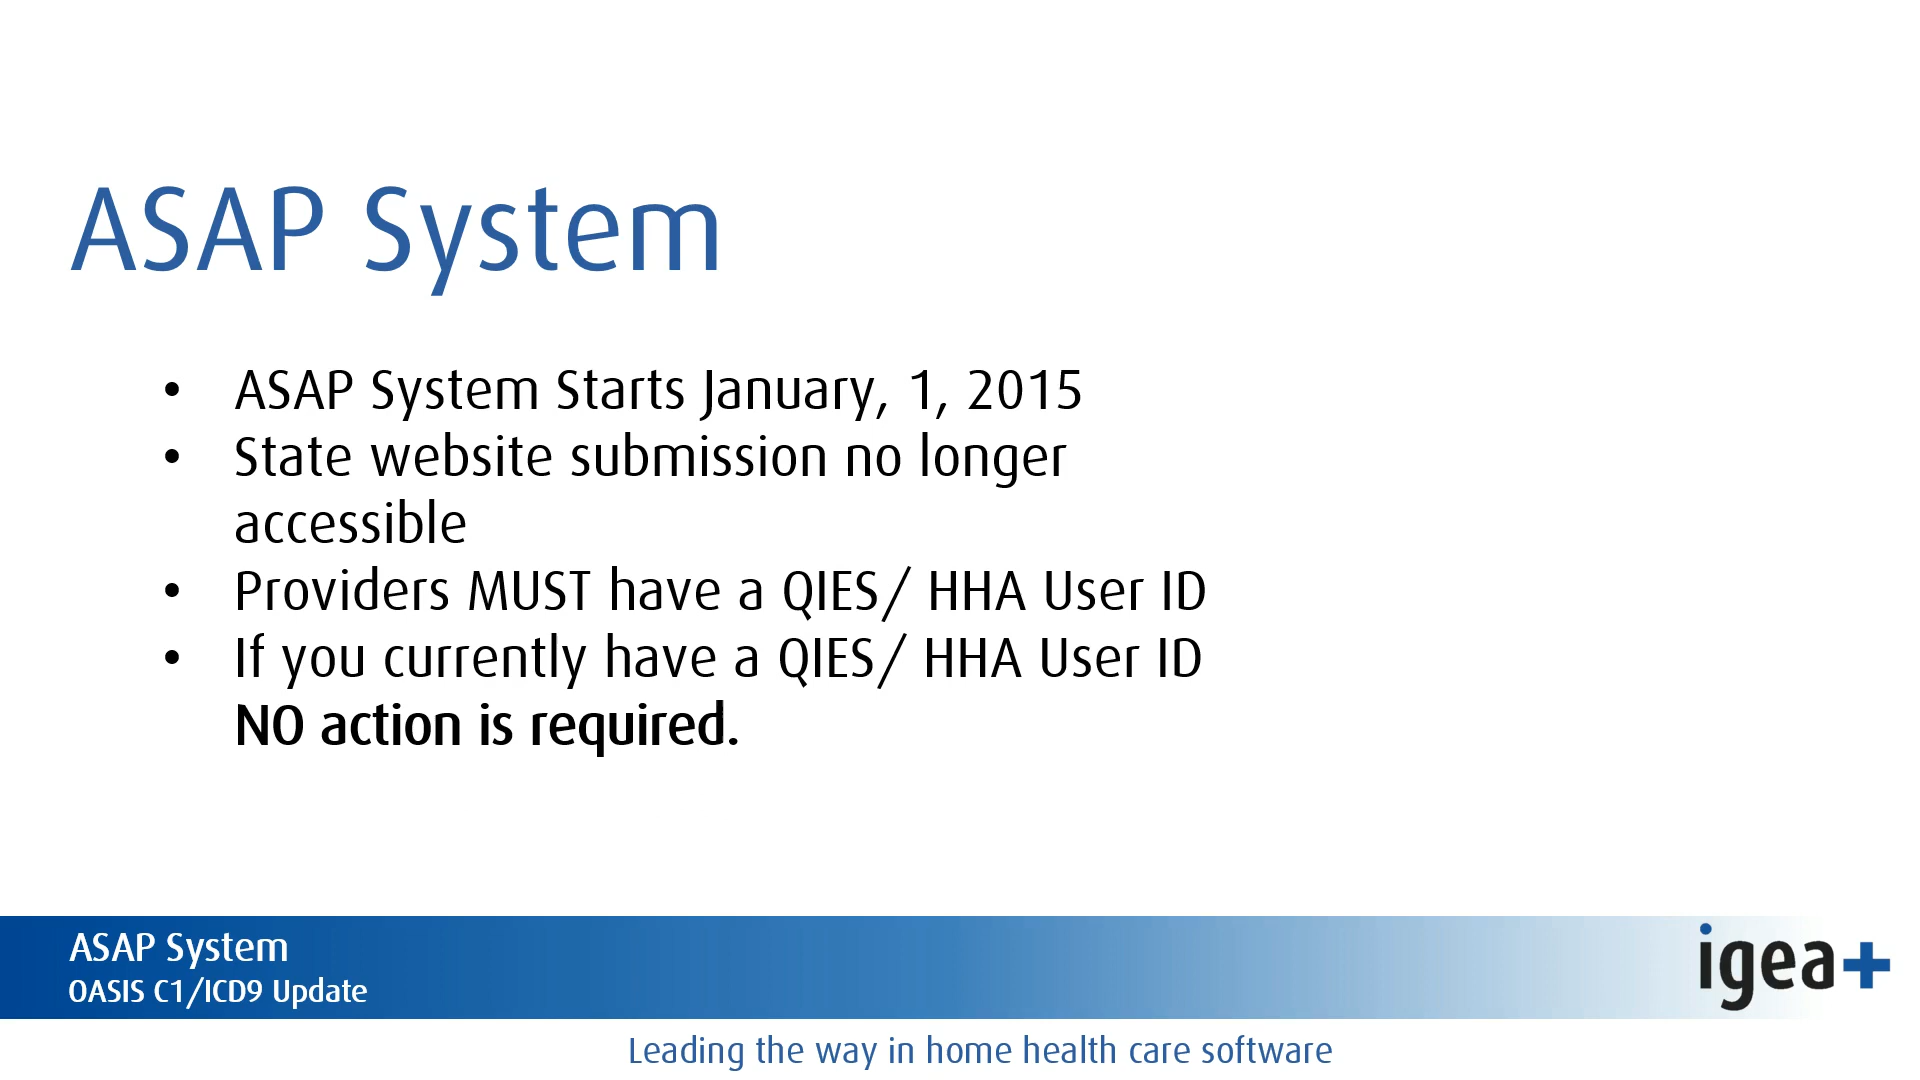 ASAP System
• ASAP System Starts January, 1, 2015
• State website submission no longer
accessible
• Providers MUST have a QIES/ HHA User ID
• If you currently have a QIES/ HHA User ID
NO action is required.
ASAP System
OASIS C1/ICD9 Update
igea+
Leading the way in home health care software